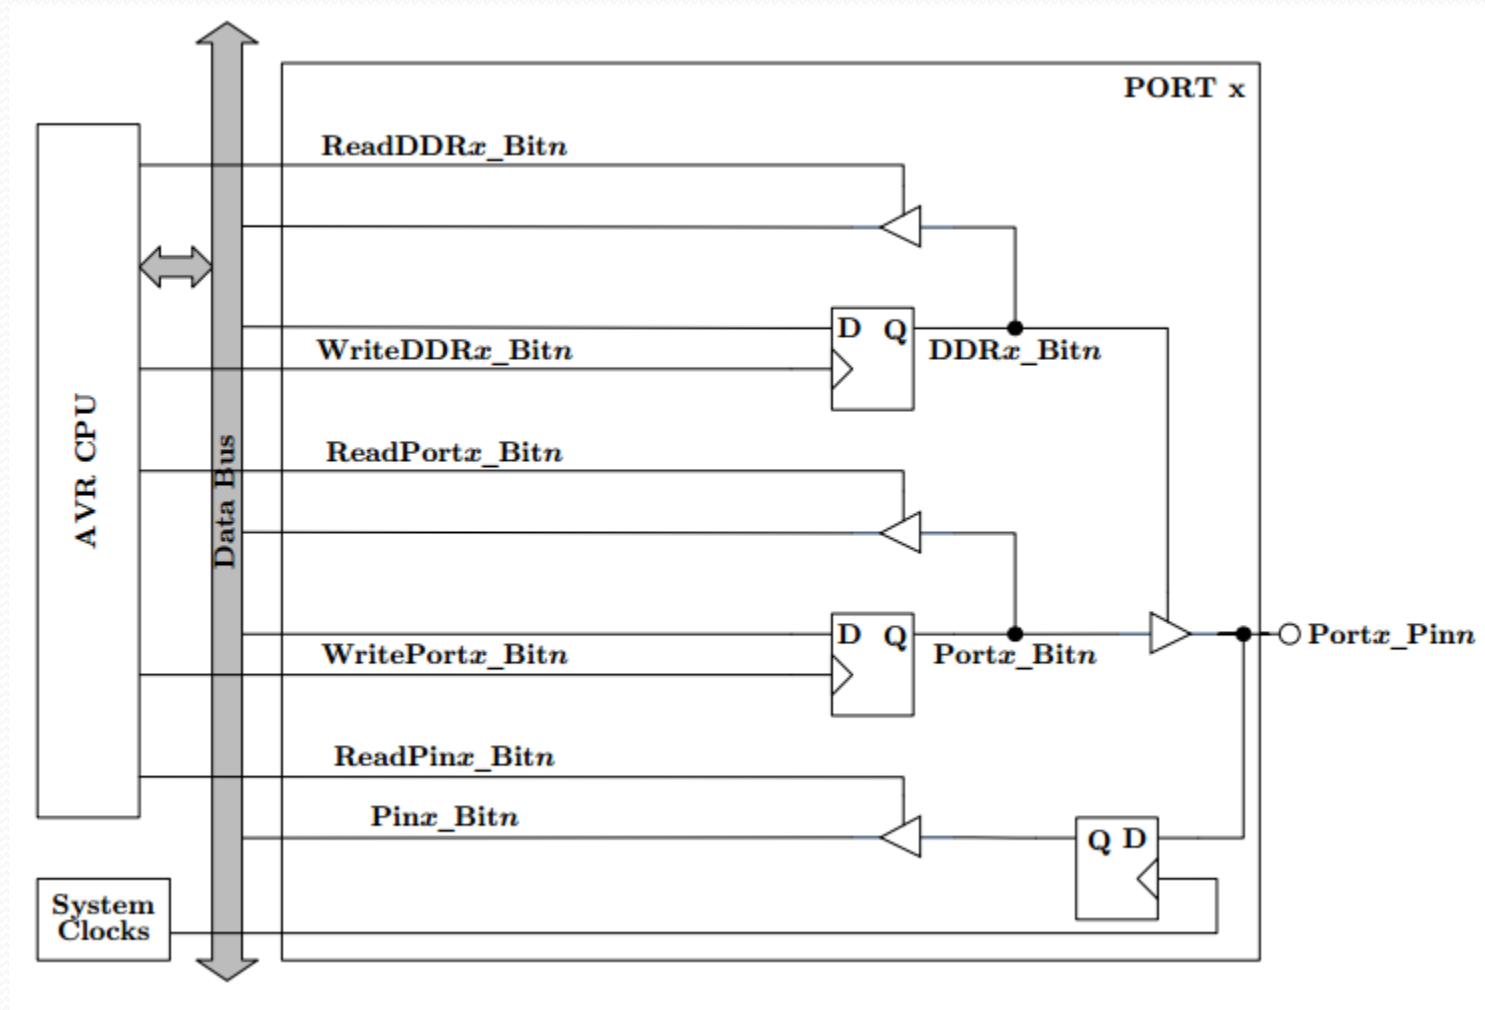 PORT x
ReadDDRx_Bitn
D Q
WriteDDRx_Bitn
DDRx_Bitn
AVR CPU
Data Bus
ReadPortx_Bitn
D Q
WritePortx_Bitn
Portx_Bitn
Portx_Pinn
ReadPinx_Bitn
Pinx_Bitn
Q D
System
Clocks